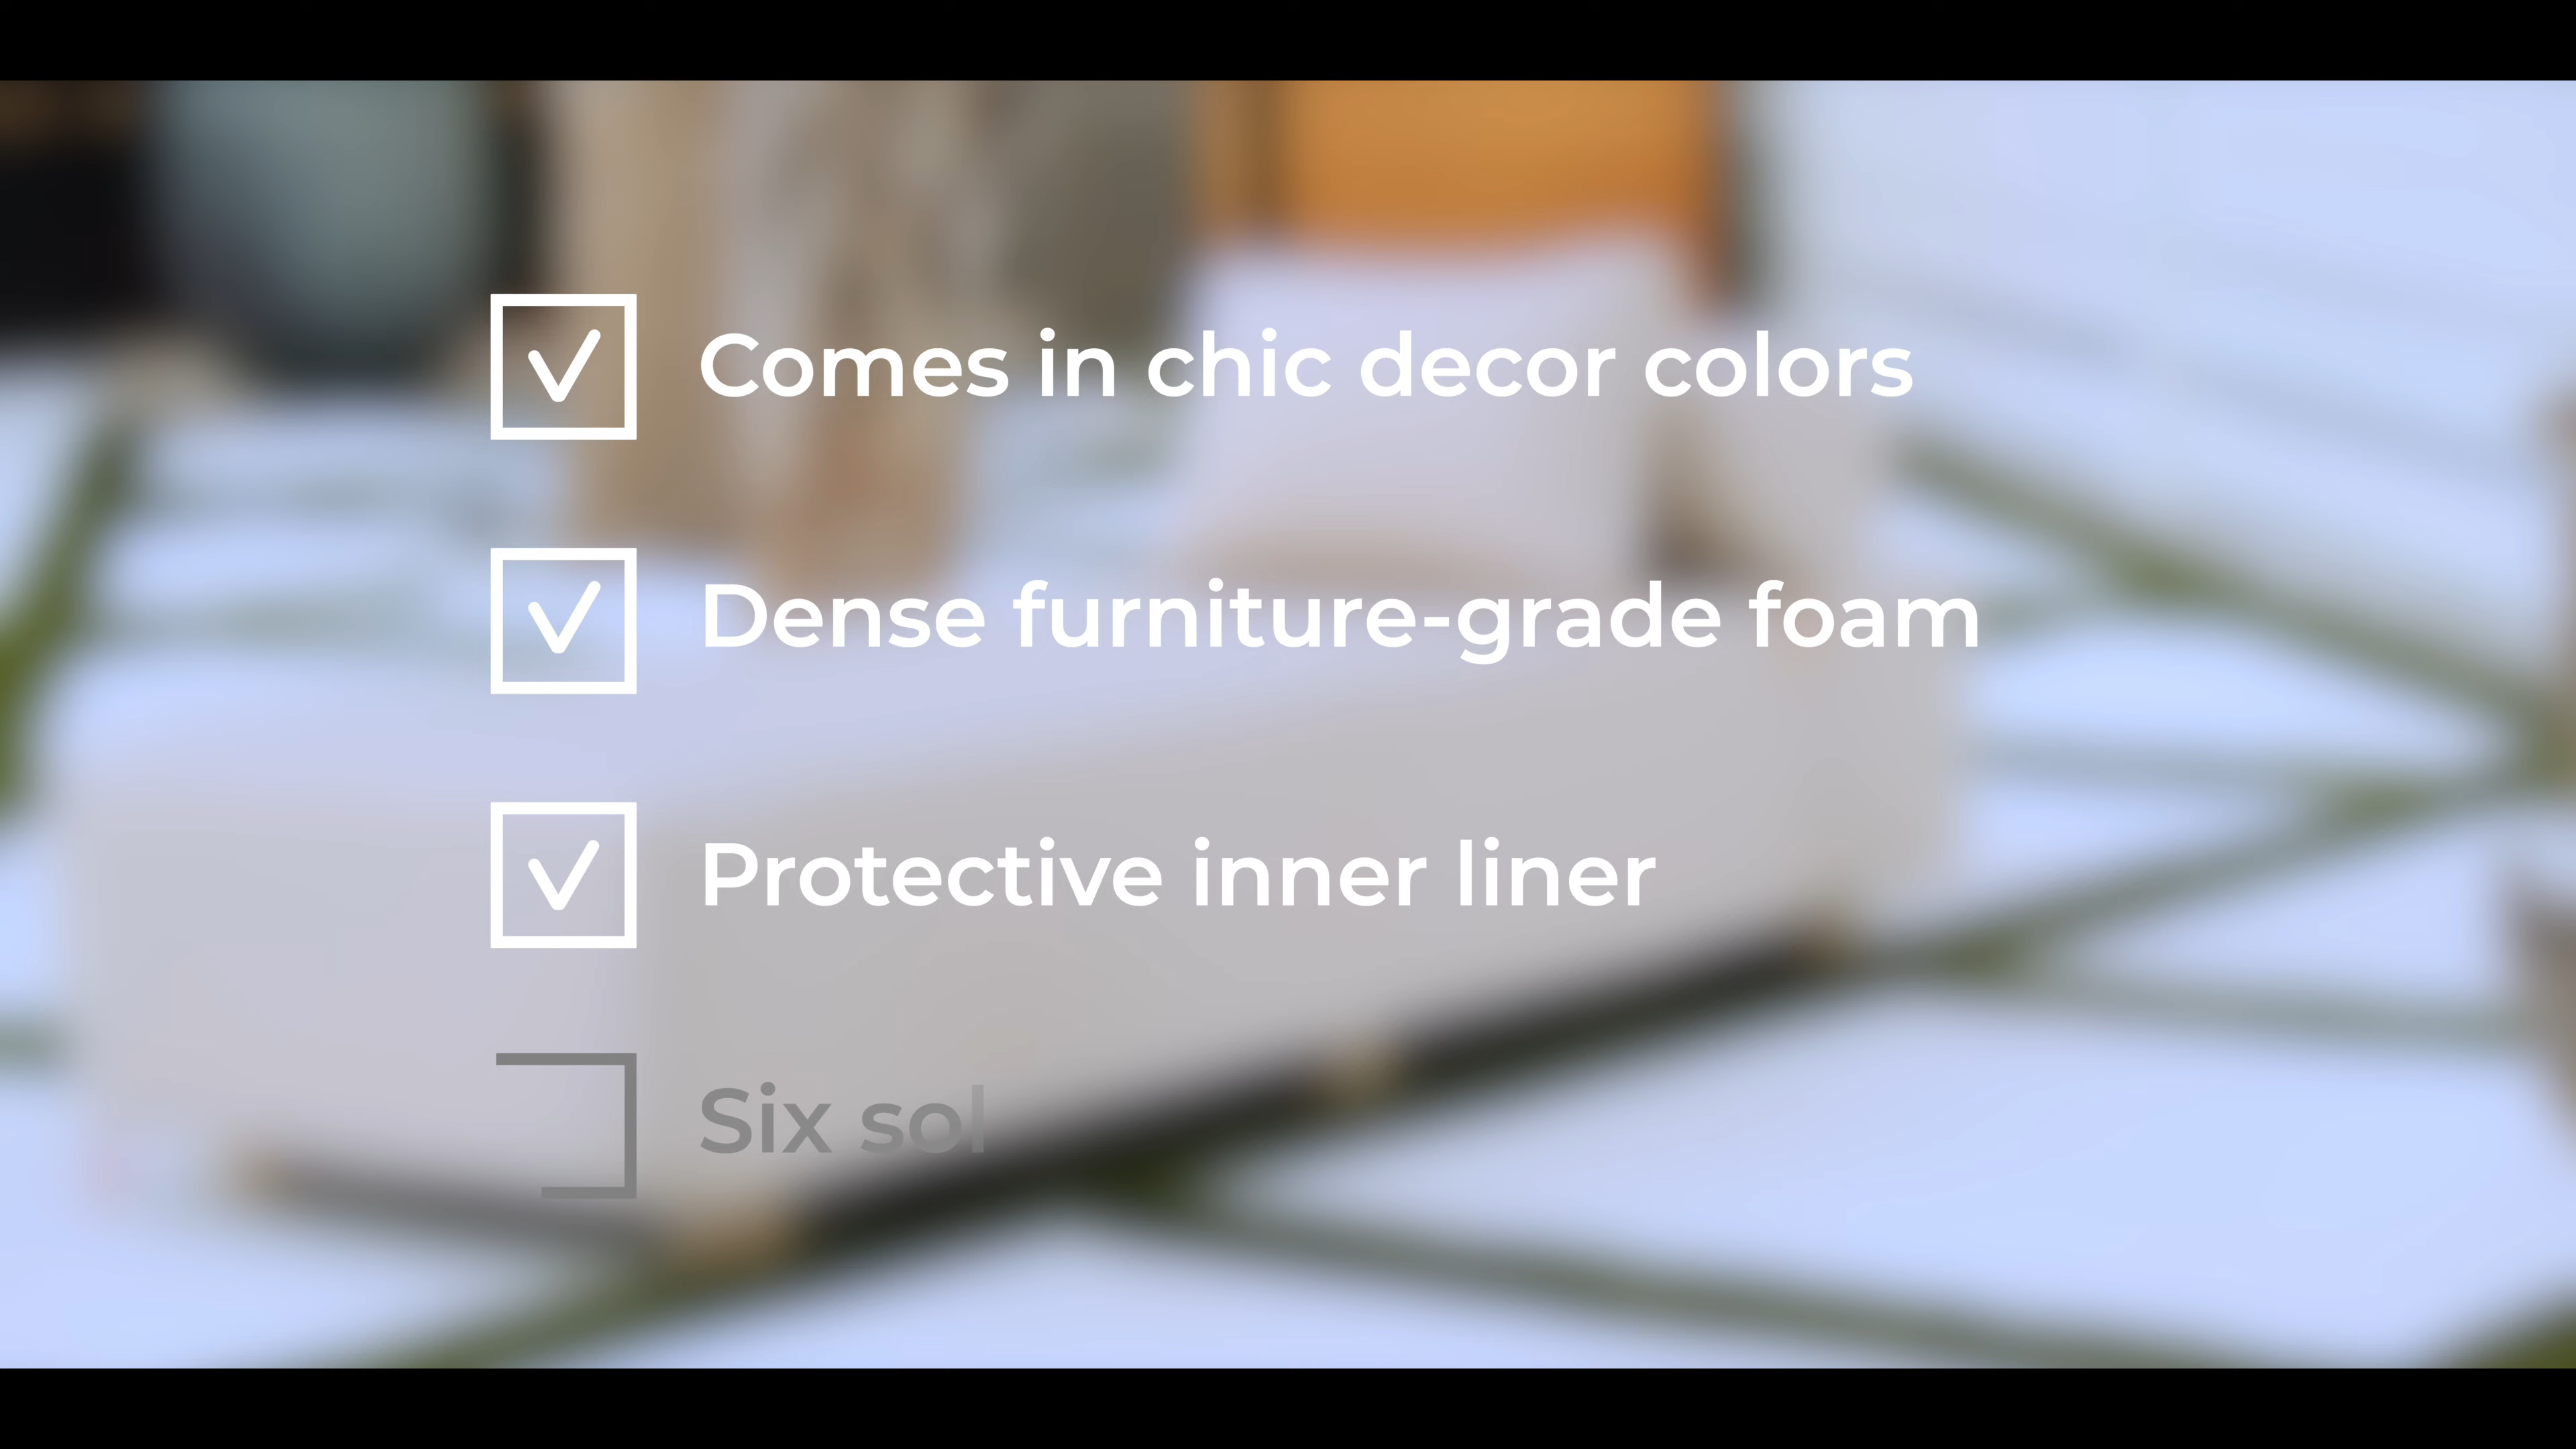 Comes in chic decor colors
Dense furniture-grade foam
Protective inner liner
Six sol